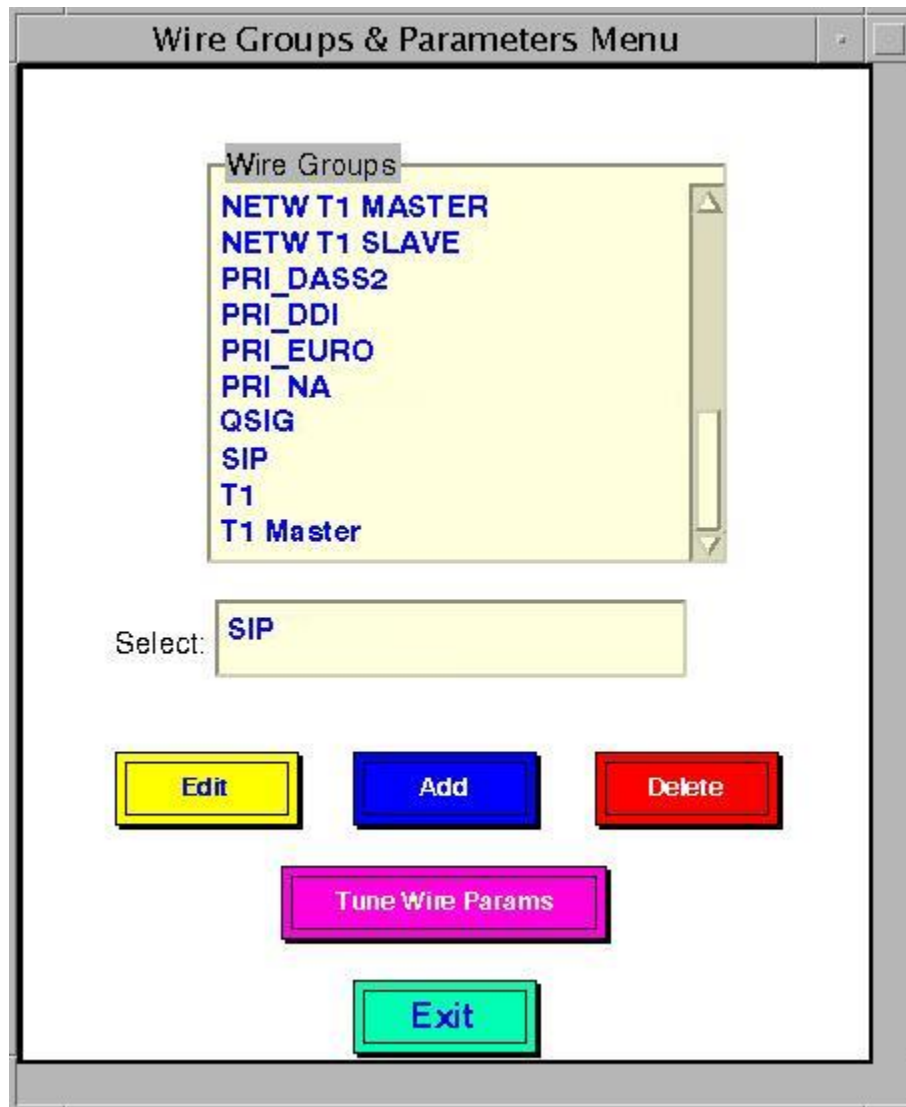 Wire Groups & Parameters Menu
Wire Groups
NETW T1 MASTER
NETW T1 SLAVE
PRI_DASS2
PRI_DDI
PRI_EURO
PRI_NA
QSIG
SIP
T1
T1 Master
Select: SIP
Edit Add Delete
Tune Wire Params
Exit